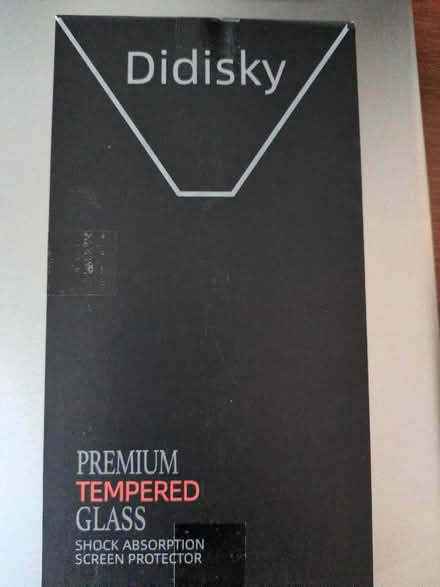 Didisky
PREMIUM
TEMPERED
GLASS
SHOCK ABSORPTION
SCREEN PROTECTOR